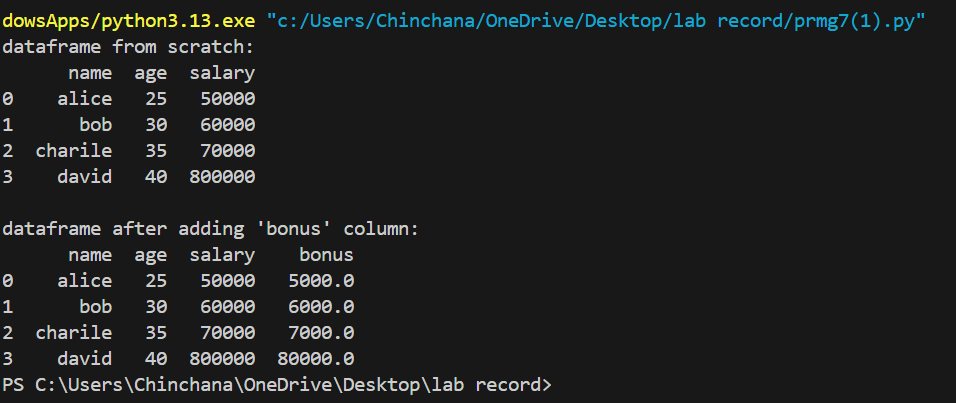 dowsApps/python3.13.exe "c:/Users/Chinchana/OneDrive/Desktop/lab record/prmg7(1).py"
dataframe from scratch:
      name  age  salary
0    alice   25   50000
1      bob   30   60000
2  charile   35   70000
3    david   40  800000

dataframe after adding 'bonus' column:
      name  age  salary    bonus
0    alice   25   50000   5000.0
1      bob   30   60000   6000.0
2  charile   35   70000   7000.0
3    david   40  800000  80000.0
PS C:\Users\Chinchana\OneDrive\Desktop\lab record>